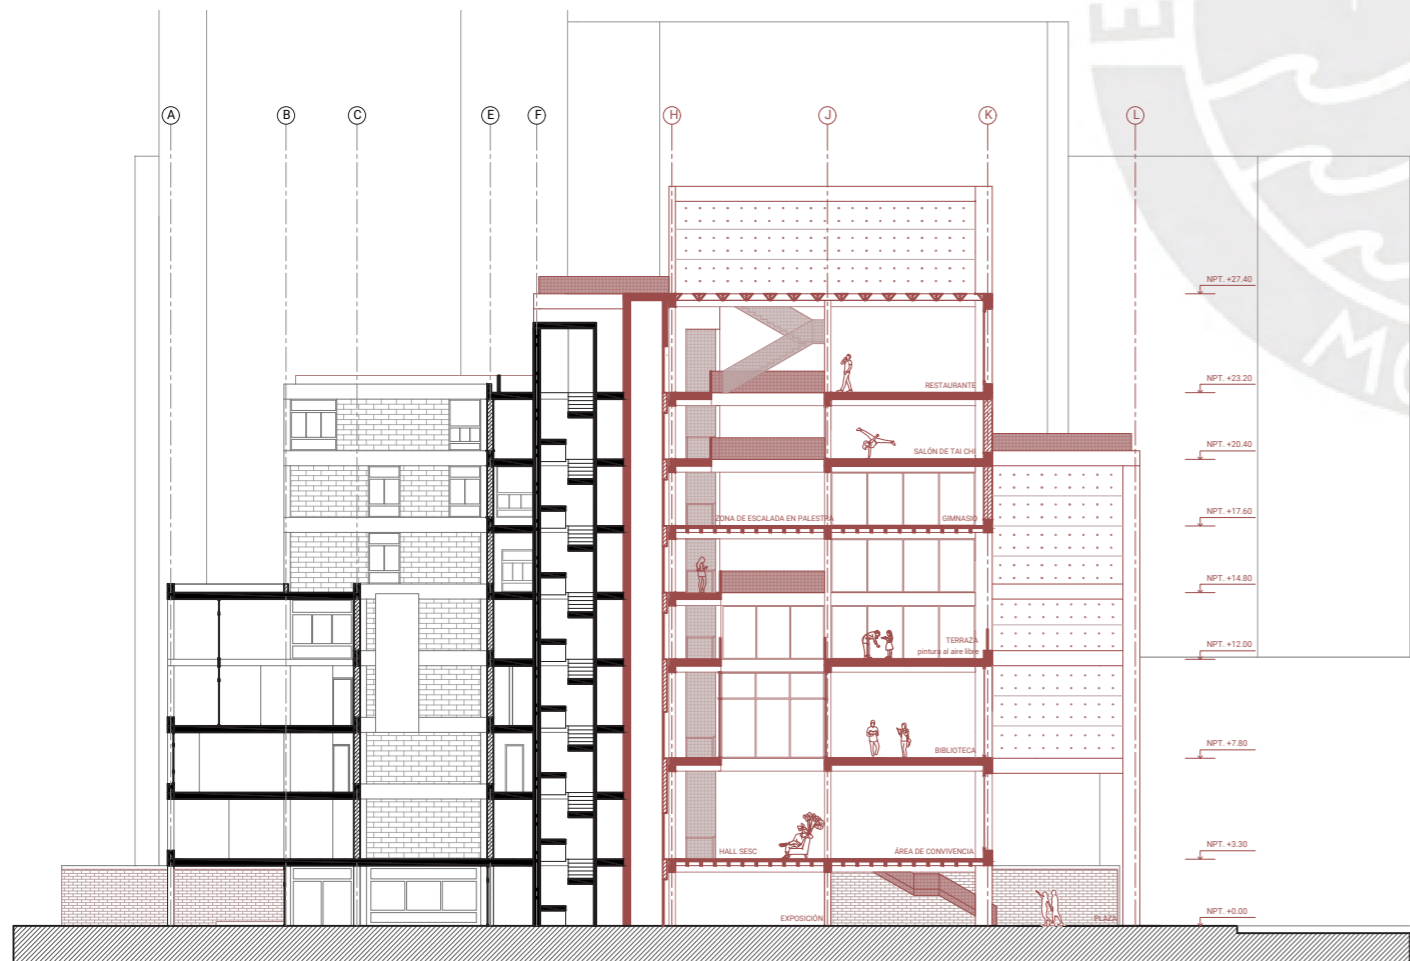 E
MO
A
B
C
E
F
H
J
K
L
NPT. +27.40
RESTAURANTE
NPT. +23.20
SALÓN DE TAI CHI
NPT. +20.40
ZONA DE ESCALADA EN PALESTRA
GIMNASIO
NPT. +17.60
NPT. +14.80
TERRAZA
pintura al aire libre
NPT. +12.00
BIBLIOTECA
NPT. +7.80
HALL SESC
ÁREA DE CONVIVENCIA
NPT. +3.30
EXPOSICIÓN
PLAZA
NPT. +0.00